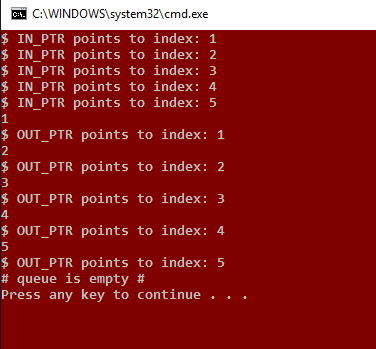 C:\WINDOWS\system32\cmd.exe
$ IN_PTR points to index: 1
$ IN_PTR points to index: 2
$ IN_PTR points to index: 3
$ IN_PTR points to index: 4
$ IN_PTR points to index: 5
1
$ OUT_PTR points to index: 1
2
$ OUT_PTR points to index: 2
3
$ OUT_PTR points to index: 3
4
$ OUT_PTR points to index: 4
5
$ OUT_PTR points to index: 5
# queue is empty #
Press any key to continue . . .